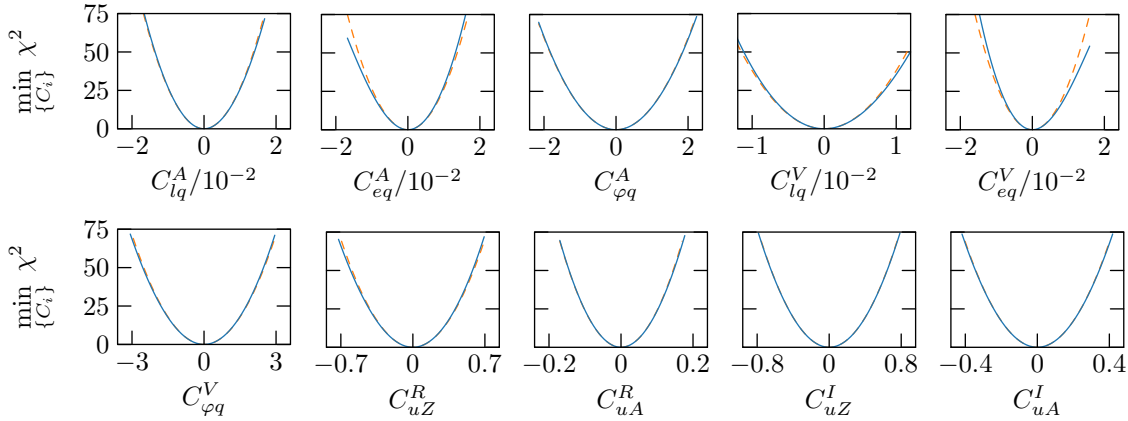 75
50
25
0
min χ²
{C_i}
−2 0 2 −2 0 2 −2 0 2 −1 0 1 −2 0 2
C^A_{lq}/10^{−2} C^A_{eq}/10^{−2} C^A_{φq} C^V_{lq}/10^{−2} C^V_{eq}/10^{−2}
75
50
25
0
min χ²
{C_i}
−3 0 3 −0.7 0 0.7 −0.2 0 0.2 −0.8 0 0.8 −0.4 0 0.4
C^V_{φq} C^R_{uZ} C^R_{uA} C^I_{uZ} C^I_{uA}